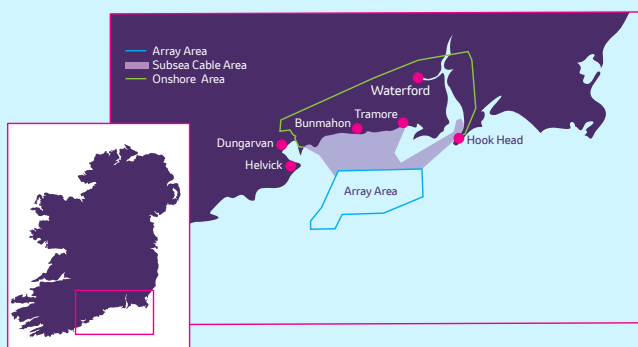 Array Area
Subsea Cable Area
Onshore Area
Waterford
Tramore
Bunmahon
Dungarvan
Hook Head
Helvick
Array Area